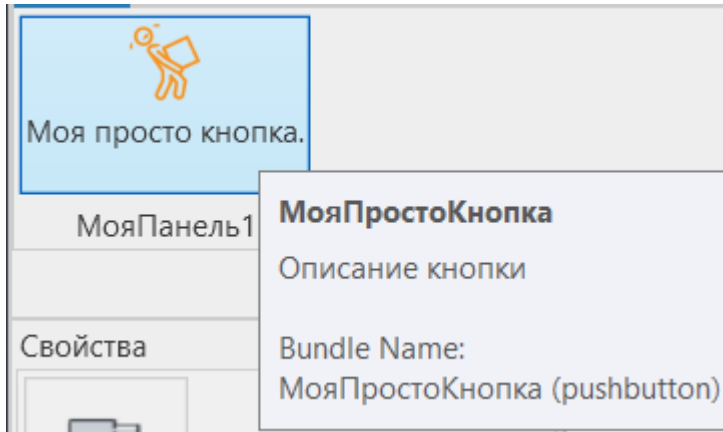 Моя просто кнопка.
МояПанель1
МояПростоКнопка
Описание кнопки
Bundle Name:
МояПростоКнопка (pushbutton)
Свойства